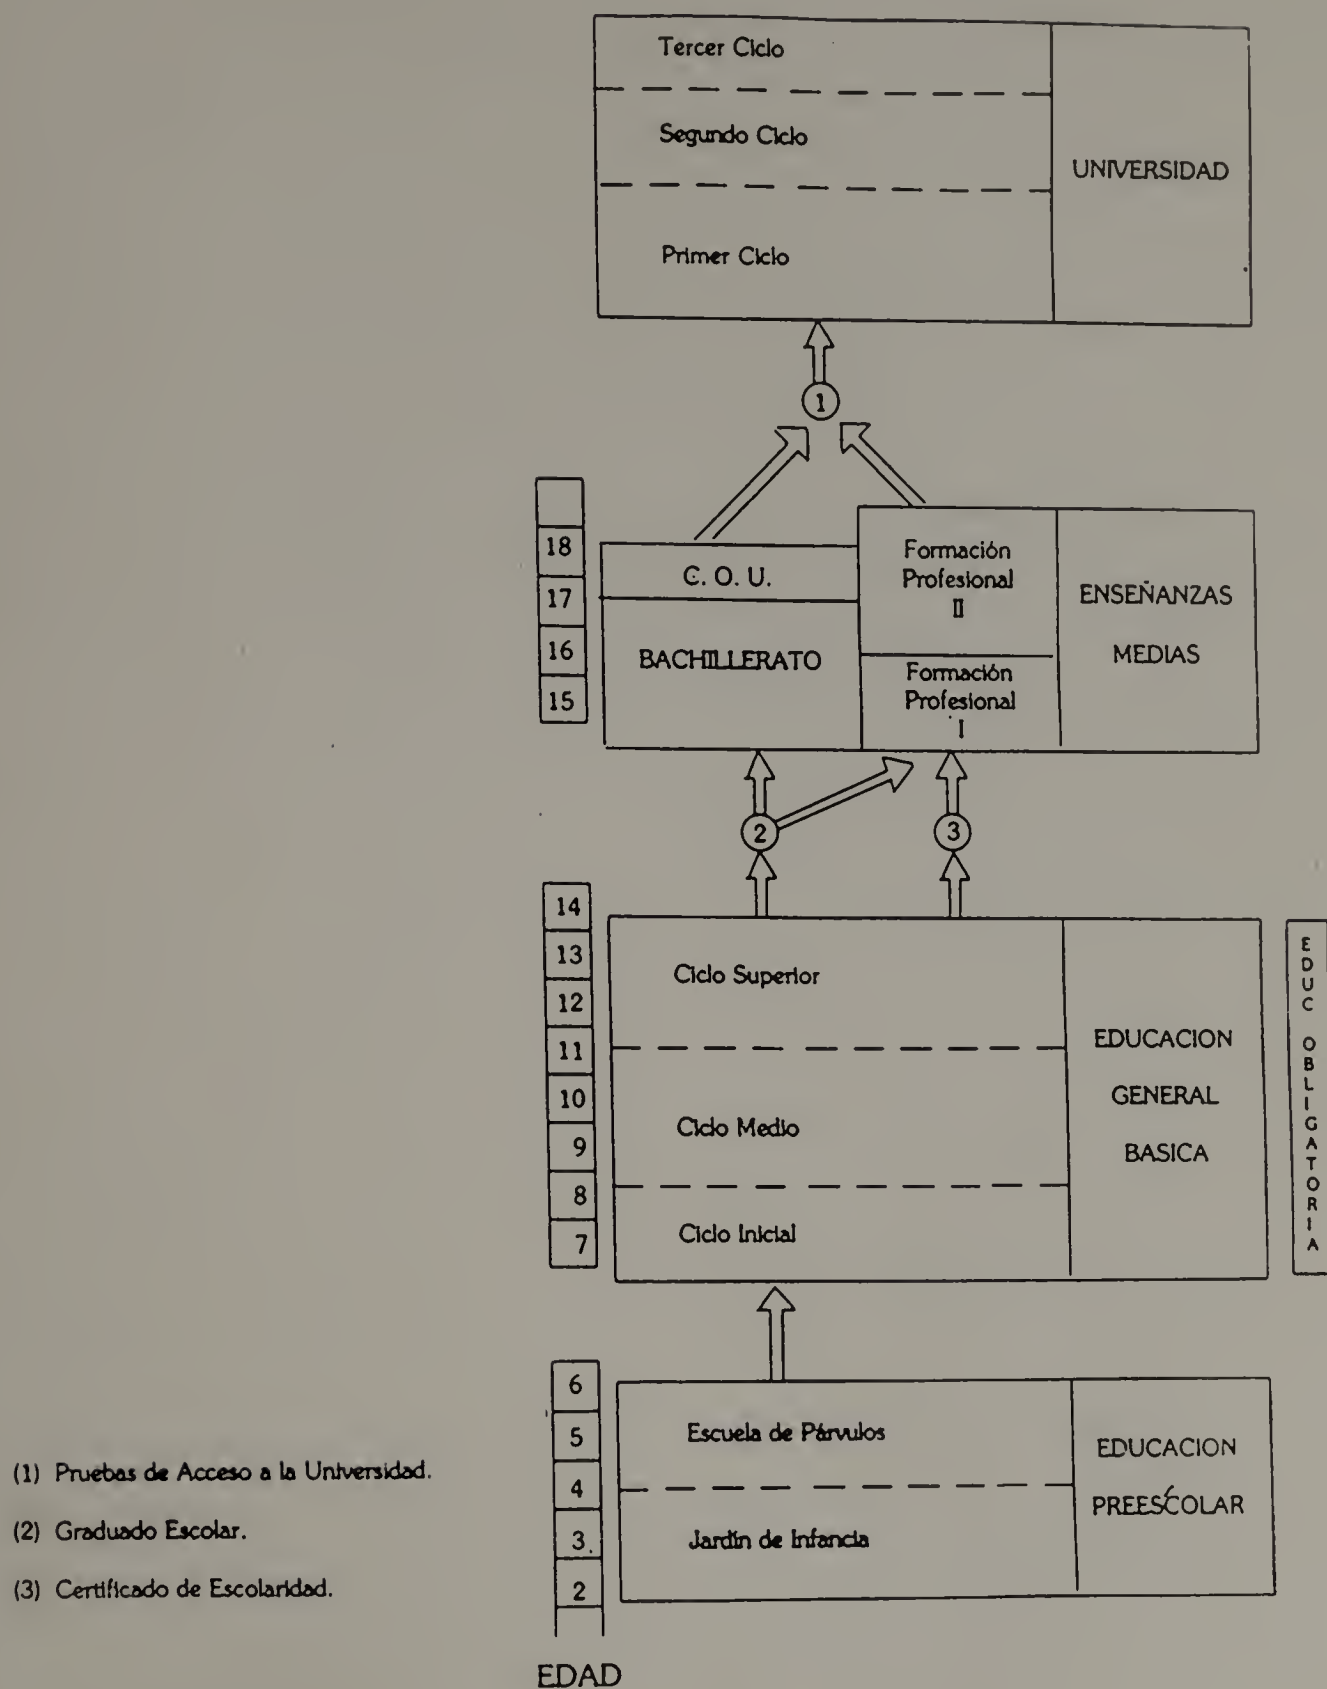 Tercer Ciclo
Segundo Ciclo
Primer Ciclo
UNIVERSIDAD
1
18
17
16
15
C. O. U.
BACHILLERATO
Formación
Profesional
II
Formación
Profesional
I
ENSEÑANZAS
MEDIAS
2
3
14
13
12
11
10
9
8
7
Ciclo Superior
Ciclo Medio
Ciclo Inicial
EDUCACION
GENERAL
BASICA
EDUC OBLIGATORIA
6
5
4
3
2
EDAD
Escuela de Párvulos
Jardín de Infancia
EDUCACION
PREESCOLAR
(1) Pruebas de Acceso a la Universidad.
(2) Graduado Escolar.
(3) Certificado de Escolaridad.